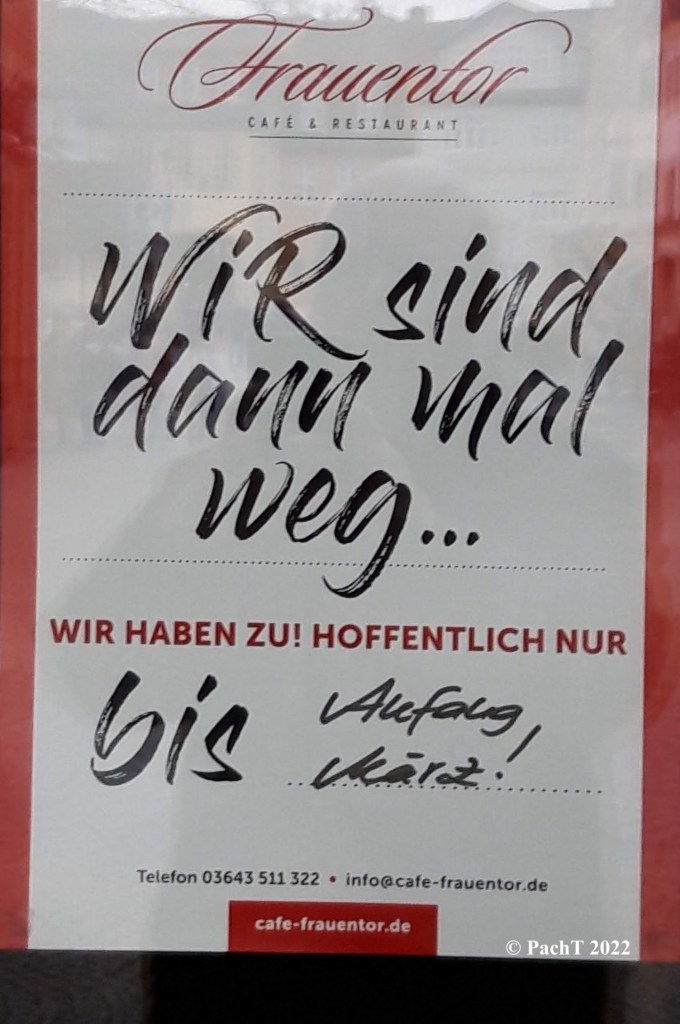 Frauentor
CAFÉ & RESTAURANT
WiR sind
dann mal
weg...
WIR HABEN ZU! HOFFENTLICH NUR
bis Anfang
März!
Telefon 03643 511 322 • info@cafe-frauentor.de
cafe-frauentor.de
© PachT 2022